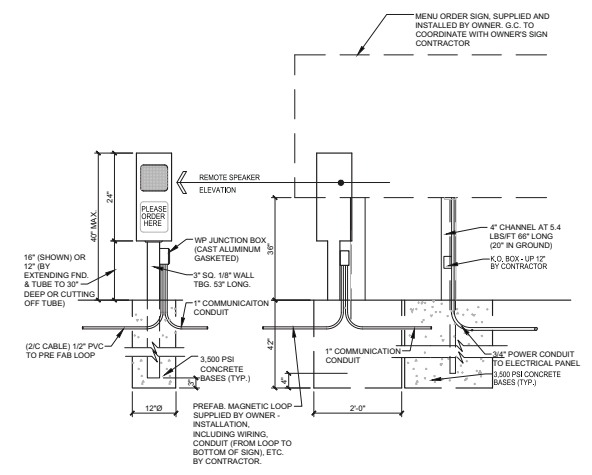 MENU ORDER SIGN, SUPPLIED AND
INSTALLED BY OWNER. G.C. TO
COORDINATE WITH OWNER'S SIGN
CONTRACTOR
REMOTE SPEAKER
ELEVATION
PLEASE
ORDER
HERE
40" MAX.
24"
16" (SHOWN) OR
12" (BY
EXTENDING FND.
& TUBE TO 30"
DEEP OR CUTTING
OFF TUBE)
WP JUNCTION BOX
(CAST ALUMINUM
GASKETED)
3" SQ. 1/8" WALL
TBG. 53" LONG.
1" COMMUNICAITON
CONDUIT
(2/C CABLE) 1/2" PVC
TO PRE FAB LOOP
3,500 PSI
CONCRETE
BASES (TYP.)
3"
12"Ø
PREFAB. MAGNETIC LOOP
SUPPLIED BY OWNER -
INSTALLATION,
INCLUDING WIRING,
CONDUIT (FROM LOOP TO
BOTTOM OF SIGN), ETC.
BY CONTRACTOR.
36"
42"
4"
2'-0"
1" COMMUNICATION
CONDUIT
4" CHANNEL AT 5.4
LBS/FT 66" LONG
(20" IN GROUND)
K.O. BOX - UP 12"
BY CONTRACTOR
3/4" POWER CONDUIT
TO ELECTRICAL PANEL
3,500 PSI CONCRETE
BASES (TYP.)